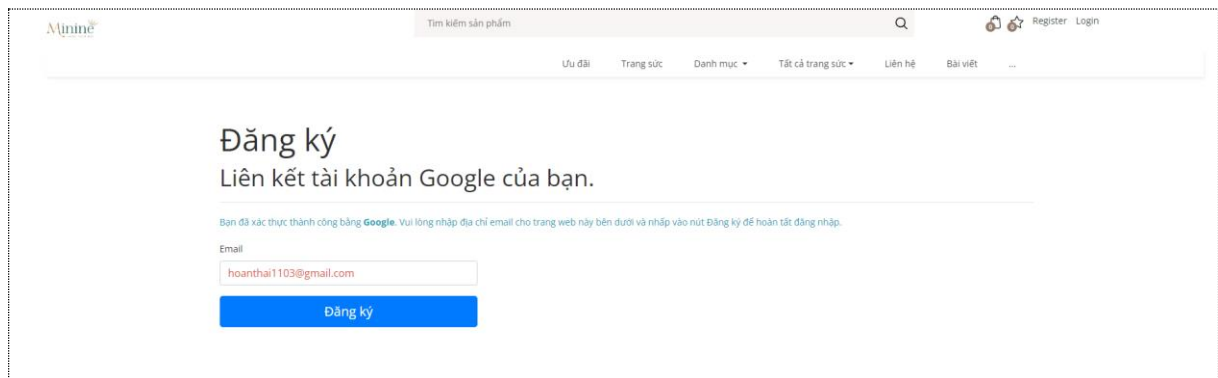 Minine
Tìm kiếm sản phẩm
0 0 Register Login
Ưu đãi Trang sức Danh mục Tất cả trang sức Liên hệ Bài viết ...
Đăng ký
Liên kết tài khoản Google của bạn.
Bạn đã xác thực thành công bằng Google. Vui lòng nhập địa chỉ email cho trang web này bên dưới và nhấp vào nút Đăng ký để hoàn tất đăng nhập.
Email
hoanthai1103@gmail.com
Đăng ký